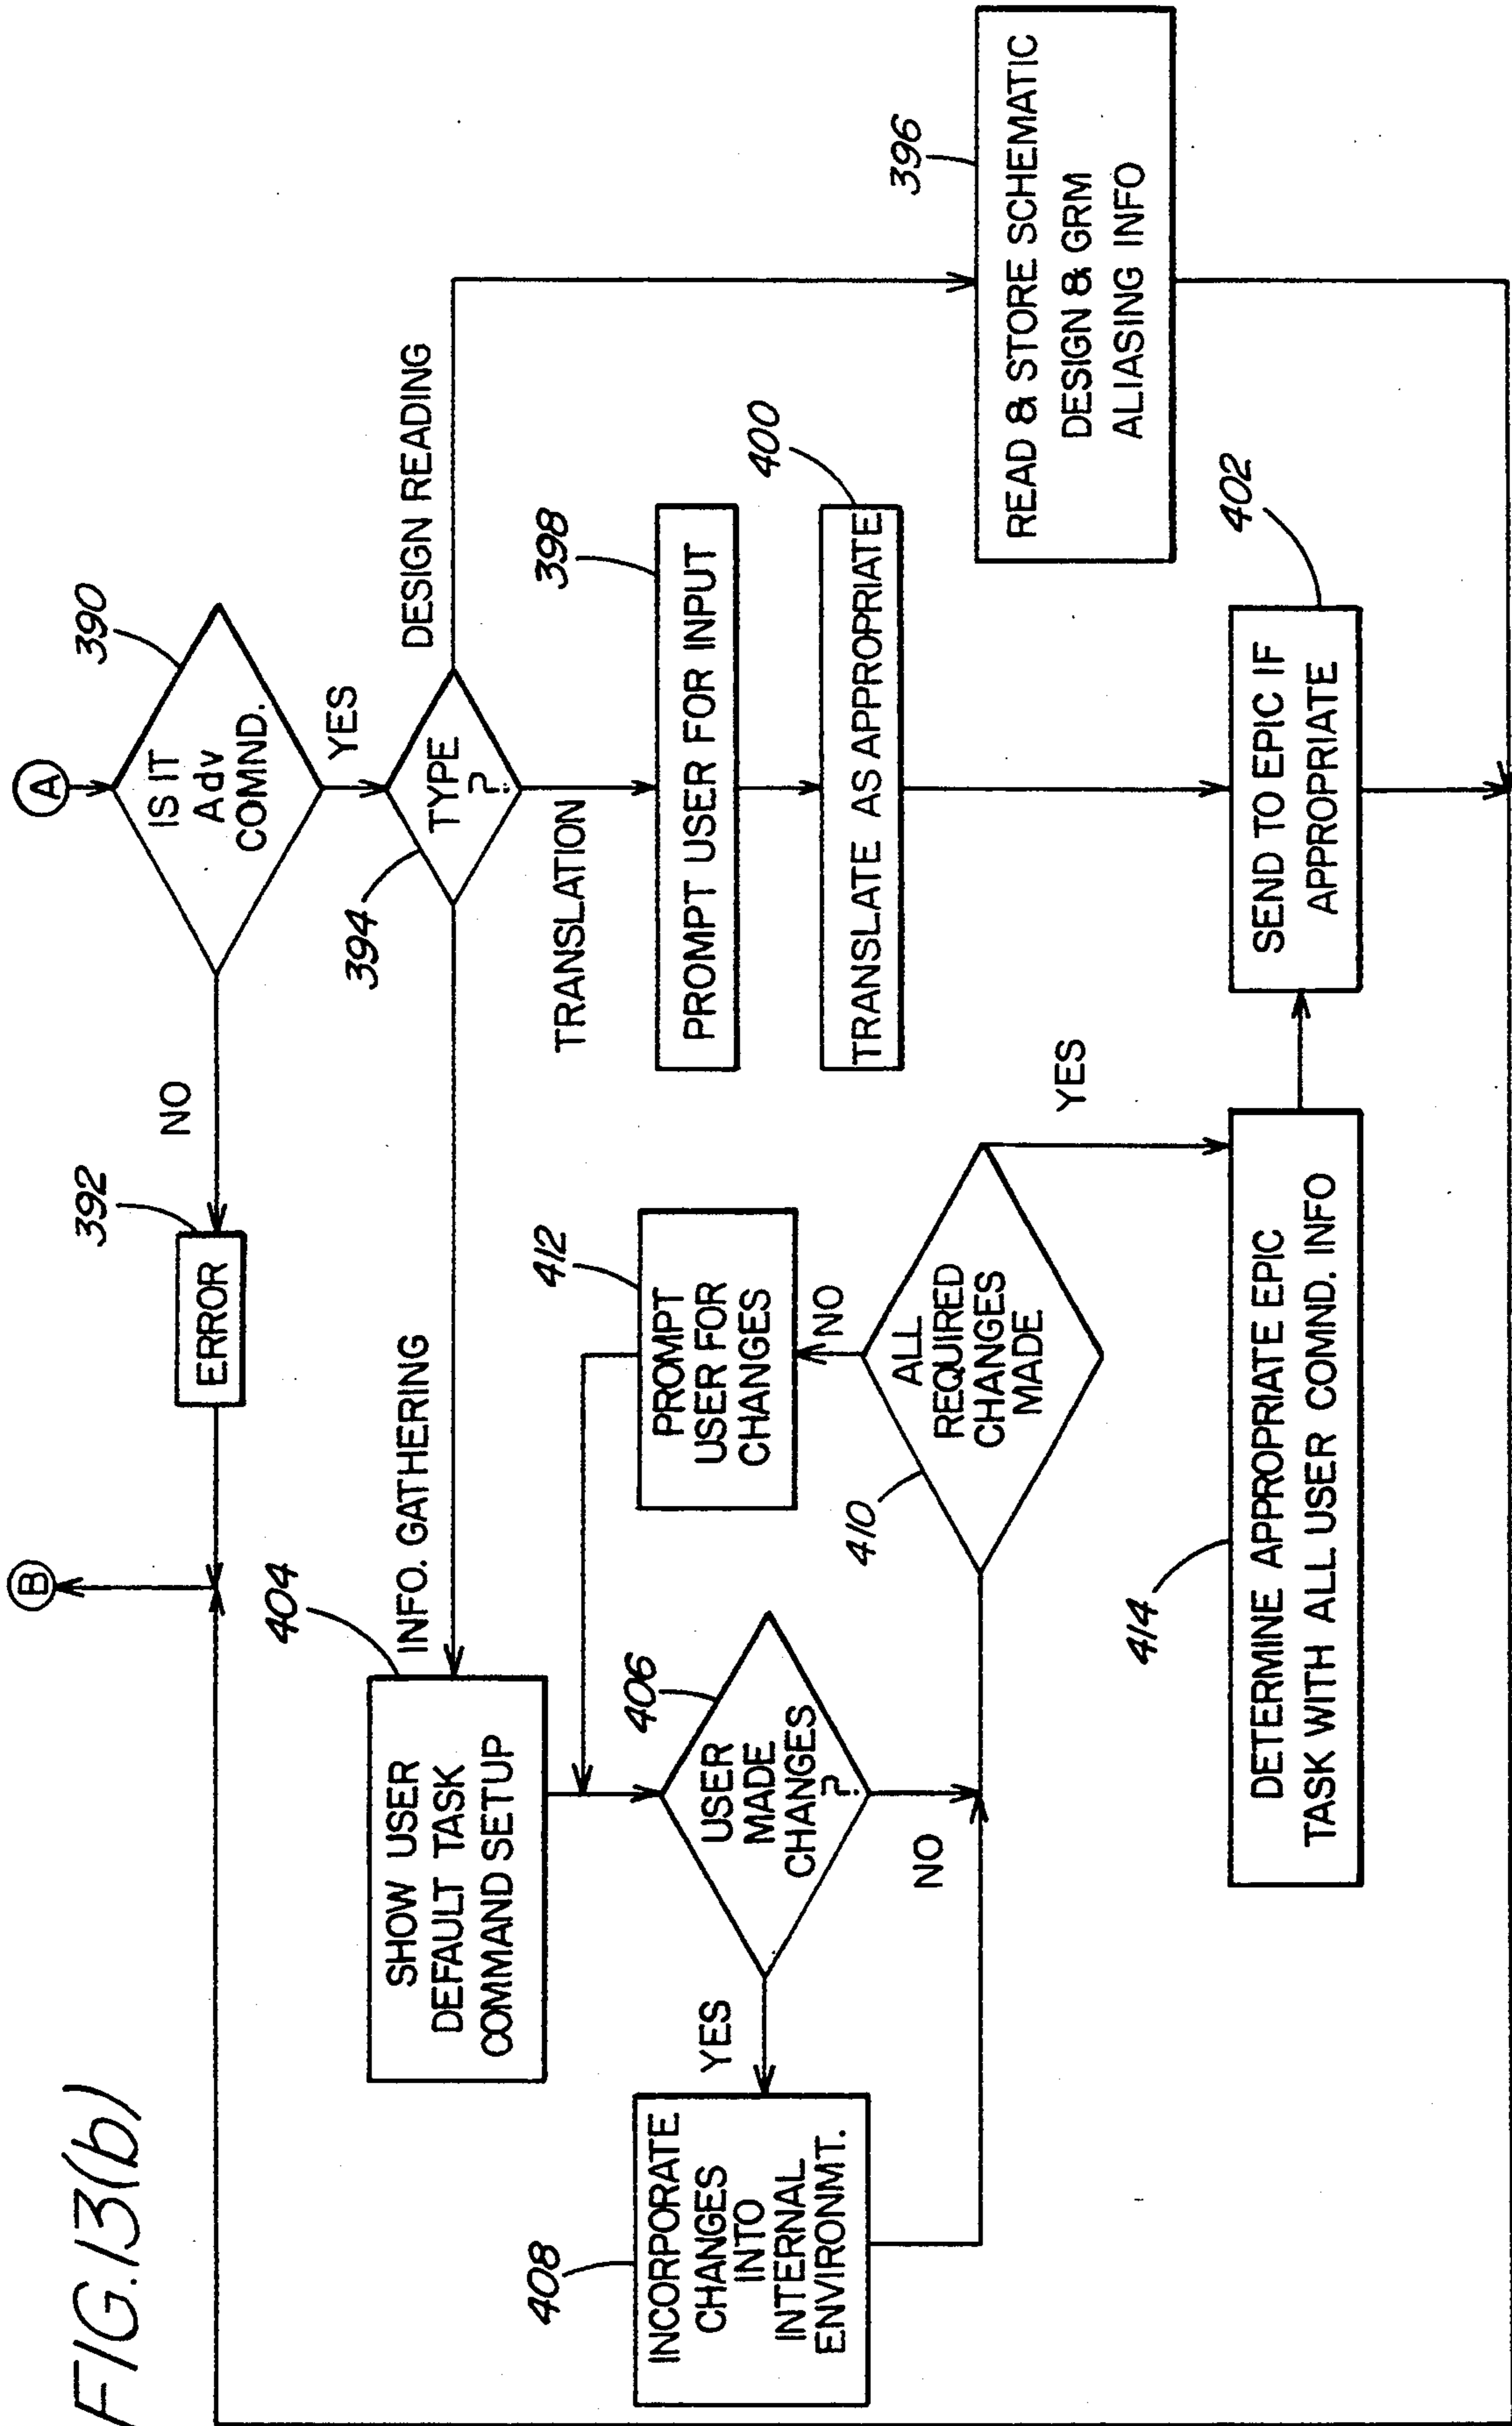 FIG.13(b)
B
A
IS IT
Adv
COMND.
390
NO
392
ERROR
YES
TYPE
?
394
DESIGN READING
INFO. GATHERING
TRANSLATION
404
SHOW USER
DEFAULT TASK
COMMAND SETUP
398
PROMPT USER FOR INPUT
400
TRANSLATE AS APPROPRIATE
396
READ & STORE SCHEMATIC
DESIGN & GRM
ALIASING INFO
406
USER
MADE
CHANGES
?
YES
NO
408
INCORPORATE
CHANGES
INTO
INTERNAL
ENVIRONMT.
412
PROMPT
USER FOR
CHANGES
NO
410
ALL
REQUIRED
CHANGES
MADE
YES
414
DETERMINE APPROPRIATE EPIC
TASK WITH ALL USER COMND. INFO
402
SEND TO EPIC IF
APPROPRIATE